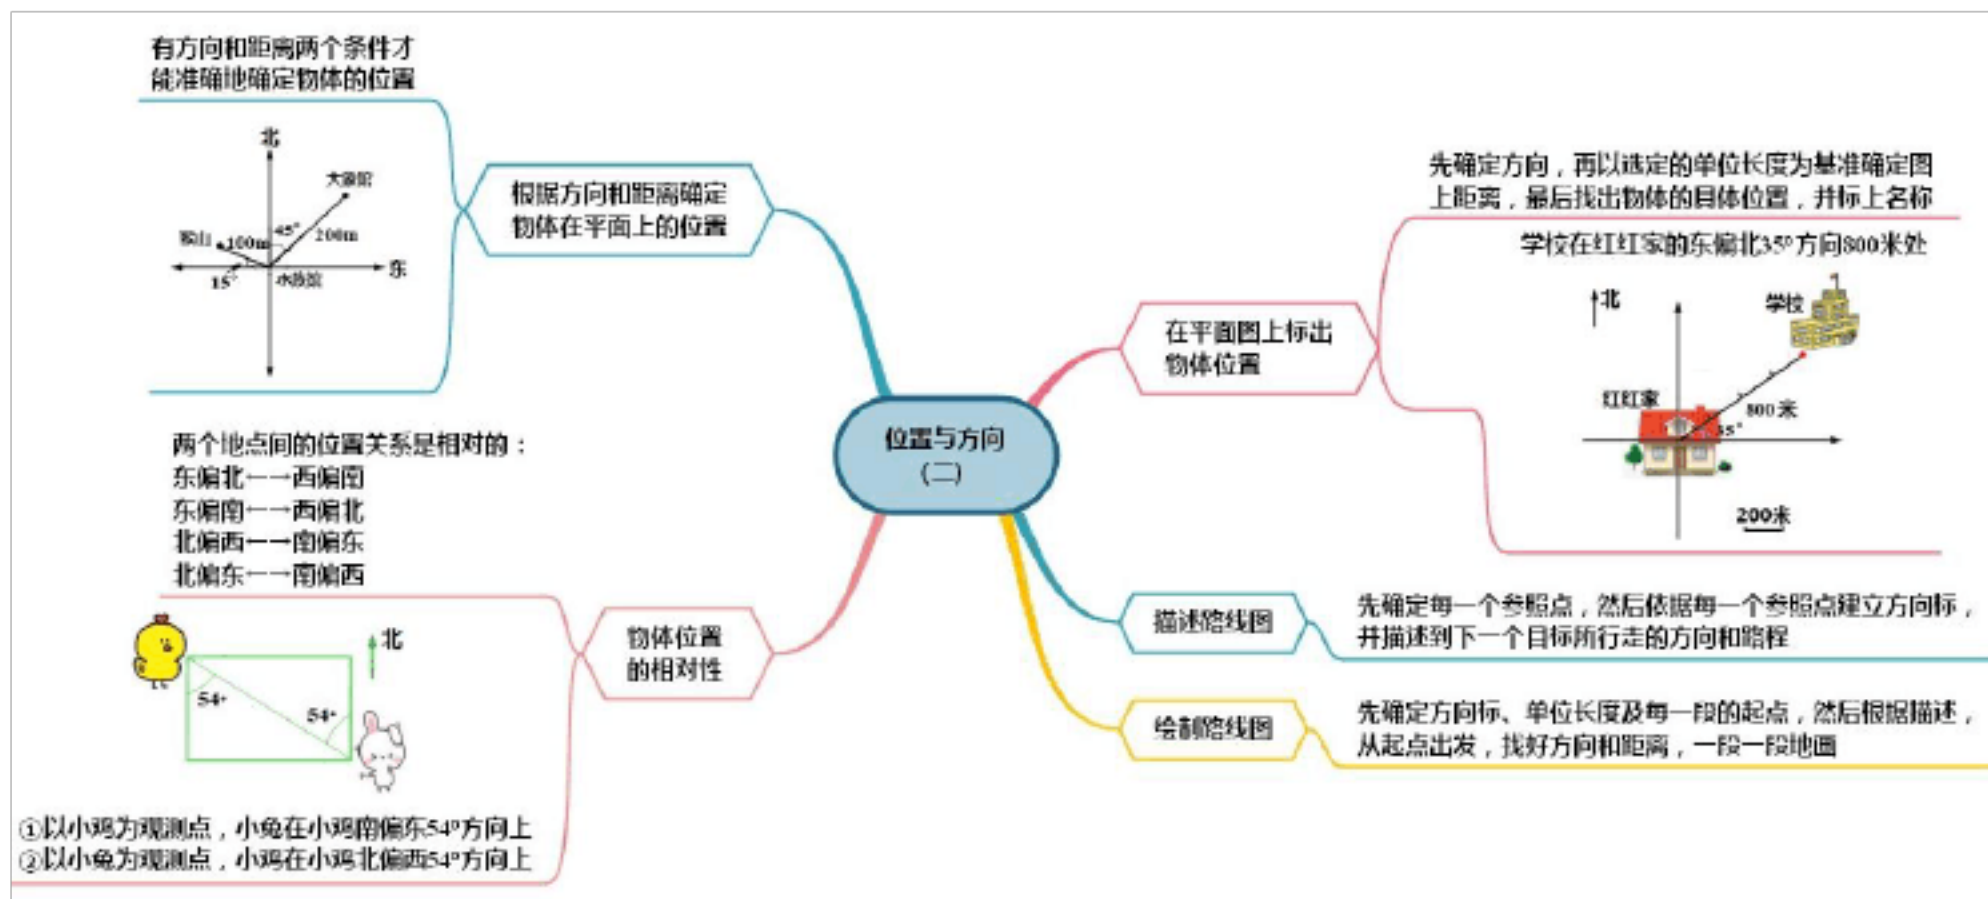 有方向和距离两个条件才
能准确地确定物体的位置
北
大象馆
45°
200m
100m
15°
水族馆
东
根据方向和距离确定
物体在平面上的位置
两个地点间的位置关系是相对的：
东偏北←→西偏南
东偏南←→西偏北
北偏西←→南偏东
北偏东←→南偏西
北
54°
54°
①以小鸡为观测点，小兔在小鸡南偏东54°方向上
②以小兔为观测点，小鸡在小鸡北偏西54°方向上
物体位置
的相对性
位置与方向
（二）
在平面图上标出
物体位置
先确定方向，再以选定的单位长度为基准确定图
上距离，最后找出物体的具体位置，并标上名称
学校在红红家的东偏北35°方向800米处
北
学校
红红家
800米
35°
200米
描述路线图
先确定每一个参照点，然后依据每一个参照点建立方向标，
并描述到下一个目标所行走的方向和路程
绘制路线图
先确定方向标、单位长度及每一段的起点，然后根据描述，
从起点出发，找好方向和距离，一段一段地画